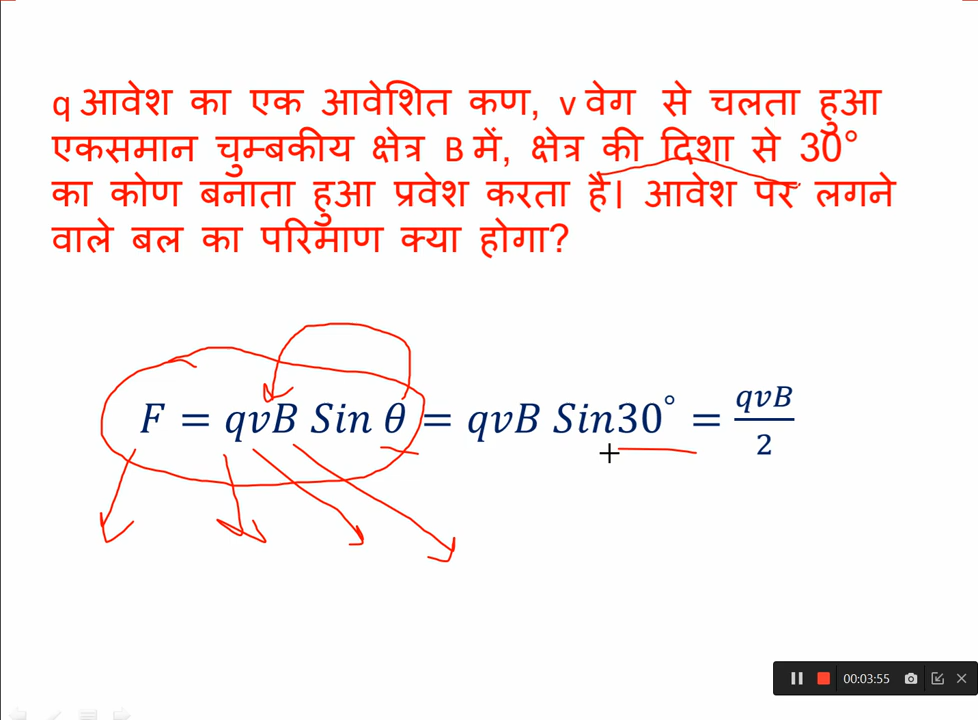 q आवेश का एक आवेशित कण, v वेग से चलता हुआ
एकसमान चुम्बकीय क्षेत्र B में, क्षेत्र की दिशा से 30°
का कोण बनाता हुआ प्रवेश करता है। आवेश पर लगने
वाले बल का परिमाण क्या होगा?
F = qvB Sin θ = qvB Sin30° = qvB/2
00:03:55